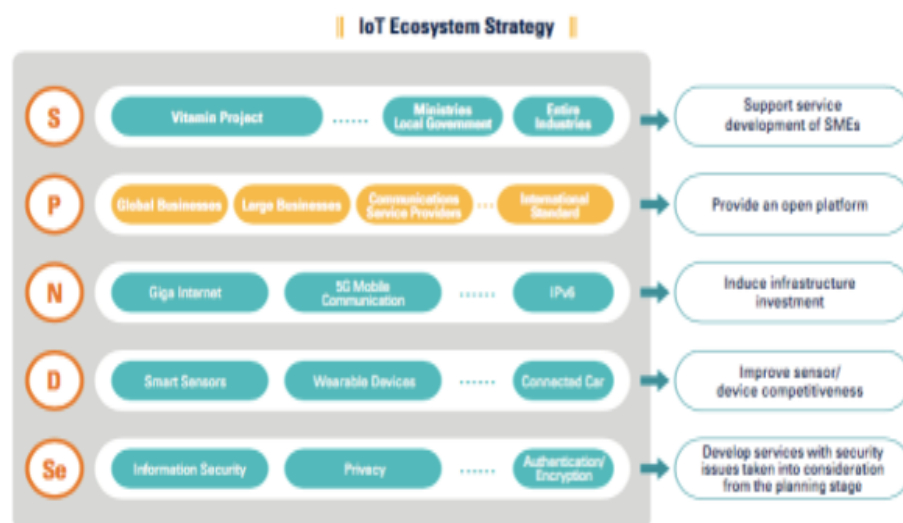 IoT Ecosystem Strategy
S
Vitamin Project
......
Ministries
Local Government
Entire
Industries
Support service
development of SMEs
P
Global Businesses
Large Businesses
Communications
Service Providers
...
International
Standard
Provide an open platform
N
Giga Internet
5G Mobile
Communication
......
IPv6
Induce infrastructure
investment
D
Smart Sensors
Wearable Devices
......
Connected Car
Improve sensor/
device competitiveness
Se
Information Security
Privacy
......
Authentication/
Encryption
Develop services with security
issues taken into consideration
from the planning stage